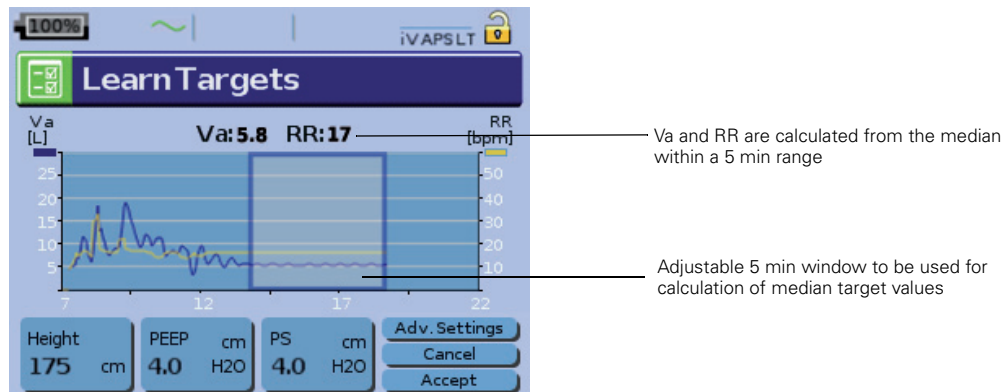 100%
iVAPS LT
Learn Targets
Va
[L]
Va:5.8 RR:17
RR
[bpm]
Va and RR are calculated from the median
within a 5 min range
25
50
20
40
15
30
10
20
5
10
7 12 17 22
Adjustable 5 min window to be used for
calculation of median target values
Height
175 cm
PEEP cm
4.0 H2O
PS cm
4.0 H2O
Adv. Settings
Cancel
Accept